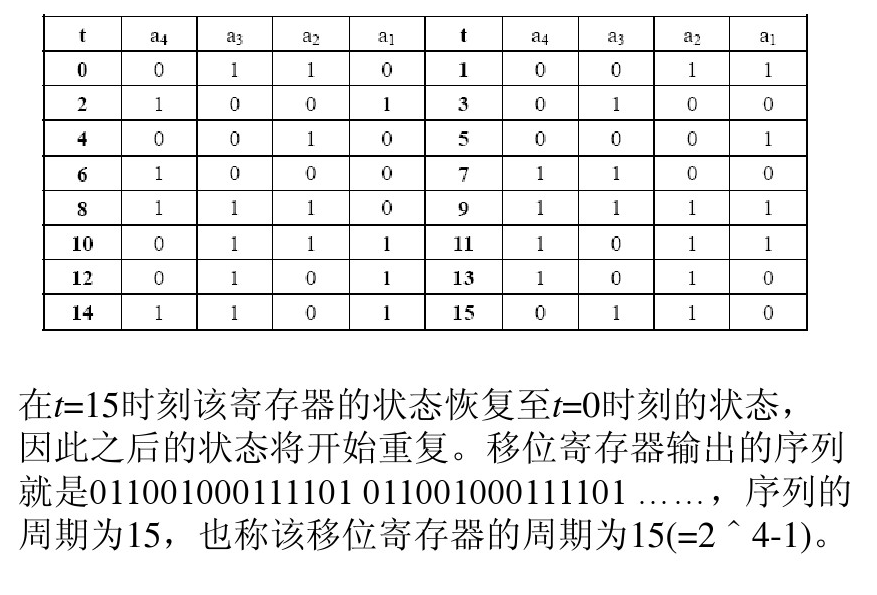 t a₄ a₃ a₂ a₁ t a₄ a₃ a₂ a₁
0 0 1 1 0 1 0 0 1 1
2 1 0 0 1 3 0 1 0 0
4 0 0 1 0 5 0 0 0 1
6 1 0 0 0 7 1 1 0 0
8 1 1 1 0 9 1 1 1 1
10 0 1 1 1 11 1 0 1 1
12 0 1 0 1 13 1 0 1 0
14 1 1 0 1 15 0 1 1 0
在t=15时刻该寄存器的状态恢复至t=0时刻的状态，
因此之后的状态将开始重复。移位寄存器输出的序列
就是011001000111101 011001000111101 ……，序列的
周期为15，也称该移位寄存器的周期为15(=2＾4-1)。